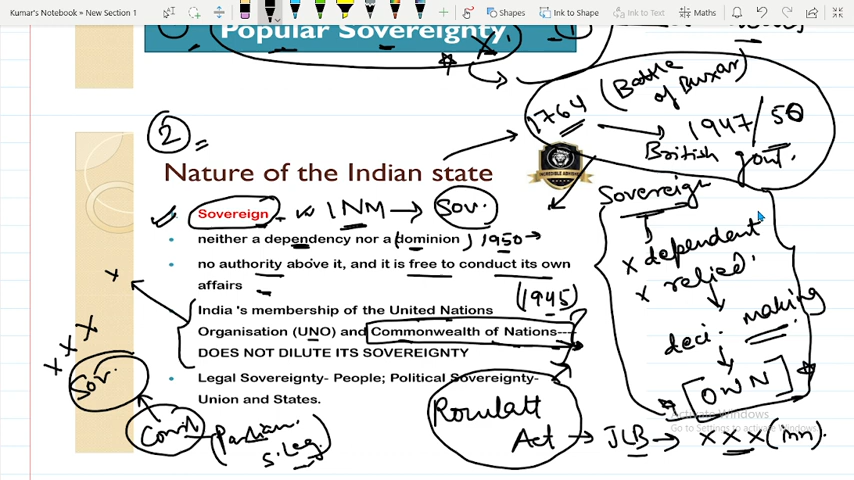 Kumar's Notebook » New Section 1
Shapes
Ink to Shape
Ink to Text
Maths
Popular Sovereignty
X
1764 (Battle of Buxar)
1947/50
British govt.
2
Nature of the Indian state
INCREDIBLE
Sovereign
INM → Sov.
neither a dependency nor a (dominion) 1950 →
no authority above it, and it is free to conduct its own
affairs
(1945)
India 's membership of the United Nations
Organisation (UNO) and Commonwealth of Nations---
DOES NOT DILUTE ITS SOVEREIGNTY
Legal Sovereignty- People; Political Sovereignty-
Union and States.
Sovereign
x dependent
x relied
deci. making
[OWN]
x
x x x
Sov.
S. Leg.
Rowlatt
Act → JLB → x x x (mn).
Activate Windows
Go to Settings to activate Windows.